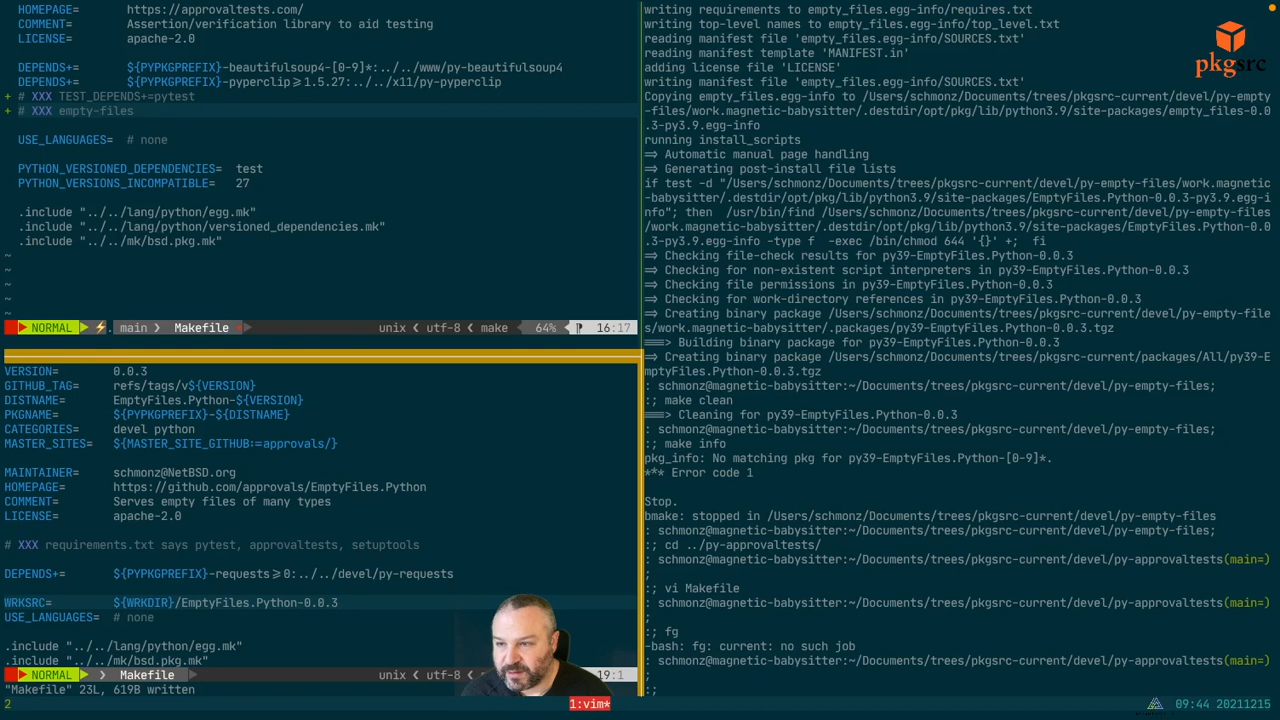 HOMEPAGE=       https://approvaltests.com/
COMMENT=        Assertion/verification library to aid testing
LICENSE=        apache-2.0
DEPENDS+=       ${PYPKGPREFIX}-beautifulsoup4-[0-9]*:../../www/py-beautifulsoup4
DEPENDS+=       ${PYPKGPREFIX}-pyperclip>=1.5.27:../../x11/py-pyperclip
+ # XXX TEST_DEPENDS+=pytest
+ # XXX empty-files
USE_LANGUAGES=  # none
PYTHON_VERSIONED_DEPENDENCIES=  test
PYTHON_VERSIONS_INCOMPATIBLE=   27
.include "../../lang/python/egg.mk"
.include "../../lang/python/versioned_dependencies.mk"
.include "../../mk/bsd.pkg.mk"
~
~
~
~
~
NORMAL main Makefile unix utf-8 make 64% 16:17
VERSION=        0.0.3
GITHUB_TAG=     refs/tags/v${VERSION}
DISTNAME=       EmptyFiles.Python-${VERSION}
PKGNAME=        ${PYPKGPREFIX}-${DISTNAME}
CATEGORIES=     devel python
MASTER_SITES=   ${MASTER_SITE_GITHUB:=approvals/}
MAINTAINER=     schmonz@NetBSD.org
HOMEPAGE=       https://github.com/approvals/EmptyFiles.Python
COMMENT=        Serves empty files of many types
LICENSE=        apache-2.0
# XXX requirements.txt says pytest, approvaltests, setuptools
DEPENDS+=       ${PYPKGPREFIX}-requests>=0:../../devel/py-requests
WRKSRC=         ${WRKDIR}/EmptyFiles.Python-0.0.3
USE_LANGUAGES=  # none
.include "../../lang/python/egg.mk"
.include "../../mk/bsd.pkg.mk"
NORMAL Makefile unix utf-8 19:1
"Makefile" 23L, 619B written
writing requirements to empty_files.egg-info/requires.txt
writing top-level names to empty_files.egg-info/top_level.txt
reading manifest file 'empty_files.egg-info/SOURCES.txt'
reading manifest template 'MANIFEST.in'
adding license file 'LICENSE'
writing manifest file 'empty_files.egg-info/SOURCES.txt'
Copying empty_files.egg-info to /Users/schmonz/Documents/trees/pkgsrc-current/devel/py-empty
-files/work.magnetic-babysitter/.destdir/opt/pkg/lib/python3.9/site-packages/empty_files-0.0
.3-py3.9.egg-info
running install_scripts
=> Automatic manual page handling
=> Generating post-install file lists
if test -d "/Users/schmonz/Documents/trees/pkgsrc-current/devel/py-empty-files/work.magnetic
-babysitter/.destdir/opt/pkg/lib/python3.9/site-packages/EmptyFiles.Python-0.0.3-py3.9.egg-i
nfo"; then  /usr/bin/find /Users/schmonz/Documents/trees/pkgsrc-current/devel/py-empty-files
/work.magnetic-babysitter/.destdir/opt/pkg/lib/python3.9/site-packages/EmptyFiles.Python-0.0
.3-py3.9.egg-info -type f  -exec /bin/chmod 644 '{}' +;  fi
=> Checking file-check results for py39-EmptyFiles.Python-0.0.3
=> Checking for non-existent script interpreters in py39-EmptyFiles.Python-0.0.3
=> Checking file permissions in py39-EmptyFiles.Python-0.0.3
=> Checking for work-directory references in py39-EmptyFiles.Python-0.0.3
=> Creating binary package /Users/schmonz/Documents/trees/pkgsrc-current/devel/py-empty-file
s/work.magnetic-babysitter/.packages/py39-EmptyFiles.Python-0.0.3.tgz
===> Building binary package for py39-EmptyFiles.Python-0.0.3
=> Creating binary package /Users/schmonz/Documents/trees/pkgsrc-current/packages/All/py39-E
mptyFiles.Python-0.0.3.tgz
: schmonz@magnetic-babysitter:~/Documents/trees/pkgsrc-current/devel/py-empty-files;
:; make clean
===> Cleaning for py39-EmptyFiles.Python-0.0.3
: schmonz@magnetic-babysitter:~/Documents/trees/pkgsrc-current/devel/py-empty-files;
:; make info
pkg_info: No matching pkg for py39-EmptyFiles.Python-[0-9]*.
*** Error code 1
Stop.
bmake: stopped in /Users/schmonz/Documents/trees/pkgsrc-current/devel/py-empty-files
: schmonz@magnetic-babysitter:~/Documents/trees/pkgsrc-current/devel/py-empty-files;
:; cd ../py-approvaltests/
: schmonz@magnetic-babysitter:~/Documents/trees/pkgsrc-current/devel/py-approvaltests(main=)
;
:; vi Makefile
: schmonz@magnetic-babysitter:~/Documents/trees/pkgsrc-current/devel/py-approvaltests(main=)
;
:; fg
-bash: fg: current: no such job
: schmonz@magnetic-babysitter:~/Documents/trees/pkgsrc-current/devel/py-approvaltests(main=)
;
:;
pkgsrc
2 1:vim* 09:44 20211215